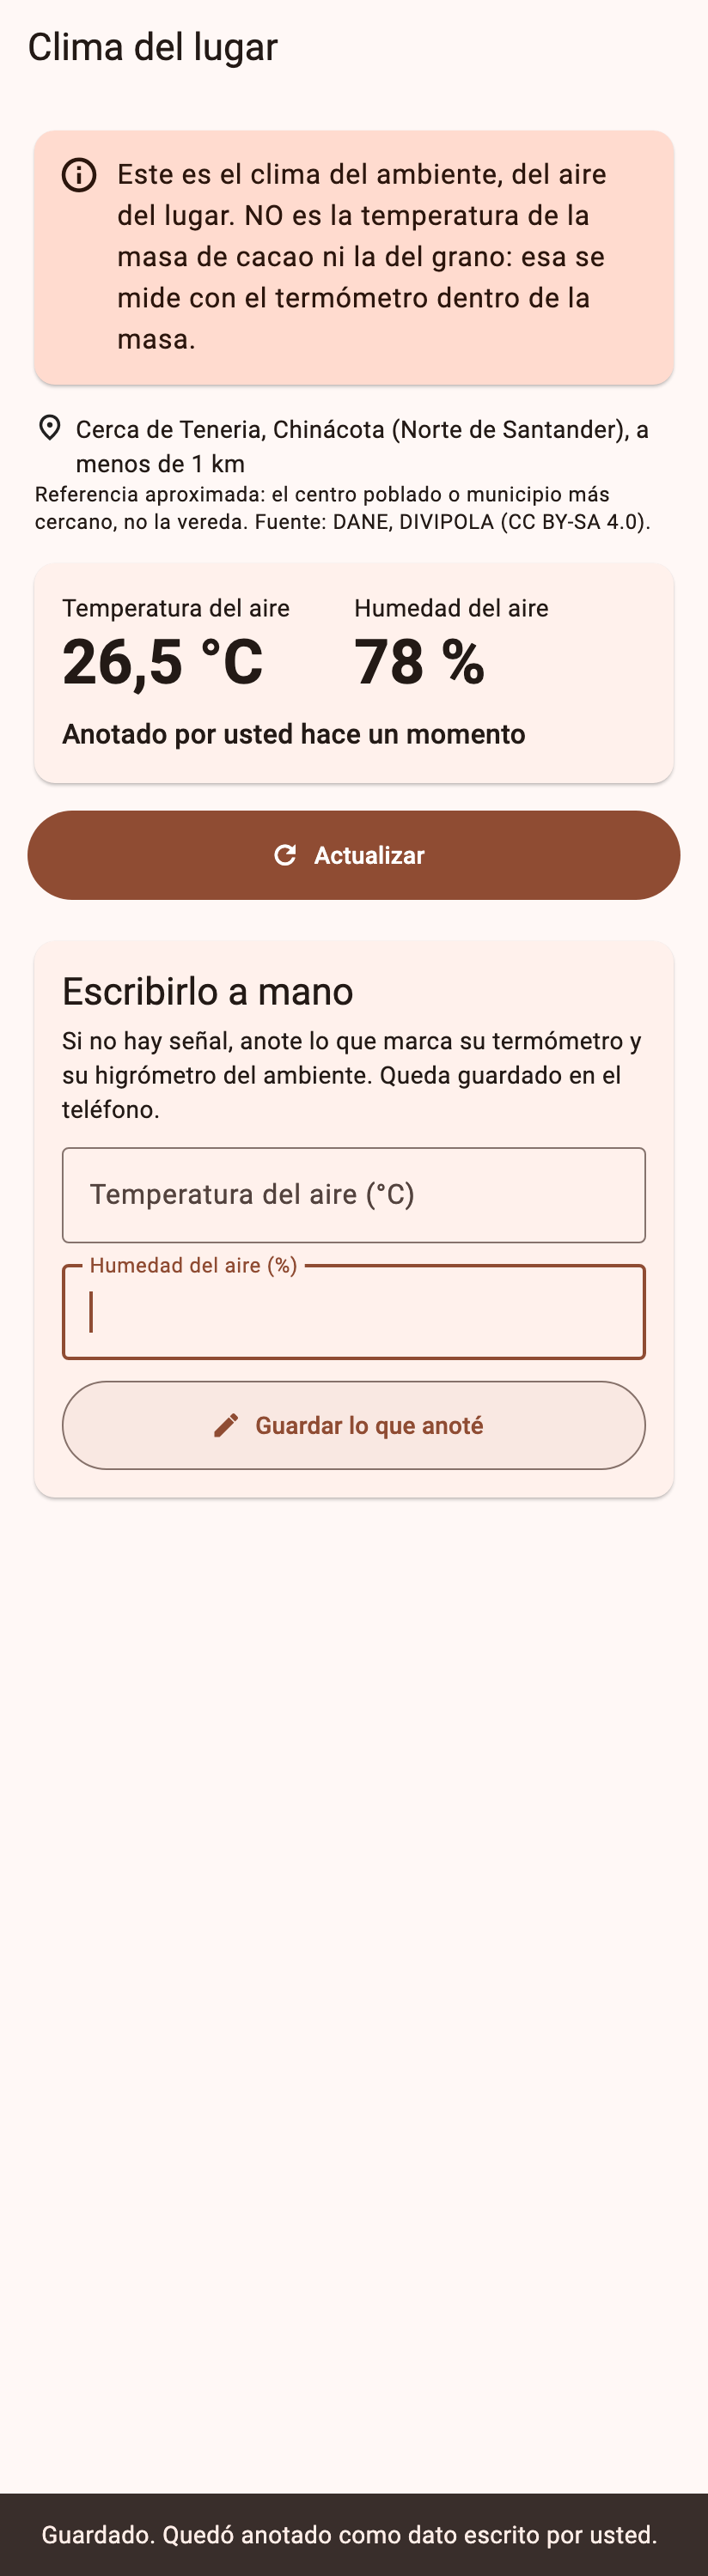 Clima del lugar
Este es el clima del ambiente, del aire
del lugar. NO es la temperatura de la
masa de cacao ni la del grano: esa se
mide con el termómetro dentro de la
masa.
Cerca de Teneria, Chinácota (Norte de Santander), a
menos de 1 km
Referencia aproximada: el centro poblado o municipio más
cercano, no la vereda. Fuente: DANE, DIVIPOLA (CC BY-SA 4.0).
Temperatura del aire
26,5 °C
Humedad del aire
78 %
Anotado por usted hace un momento
Actualizar
Escribirlo a mano
Si no hay señal, anote lo que marca su termómetro y
su higrómetro del ambiente. Queda guardado en el
teléfono.
Temperatura del aire (°C)
Humedad del aire (%)
Guardar lo que anoté
Guardado. Quedó anotado como dato escrito por usted.